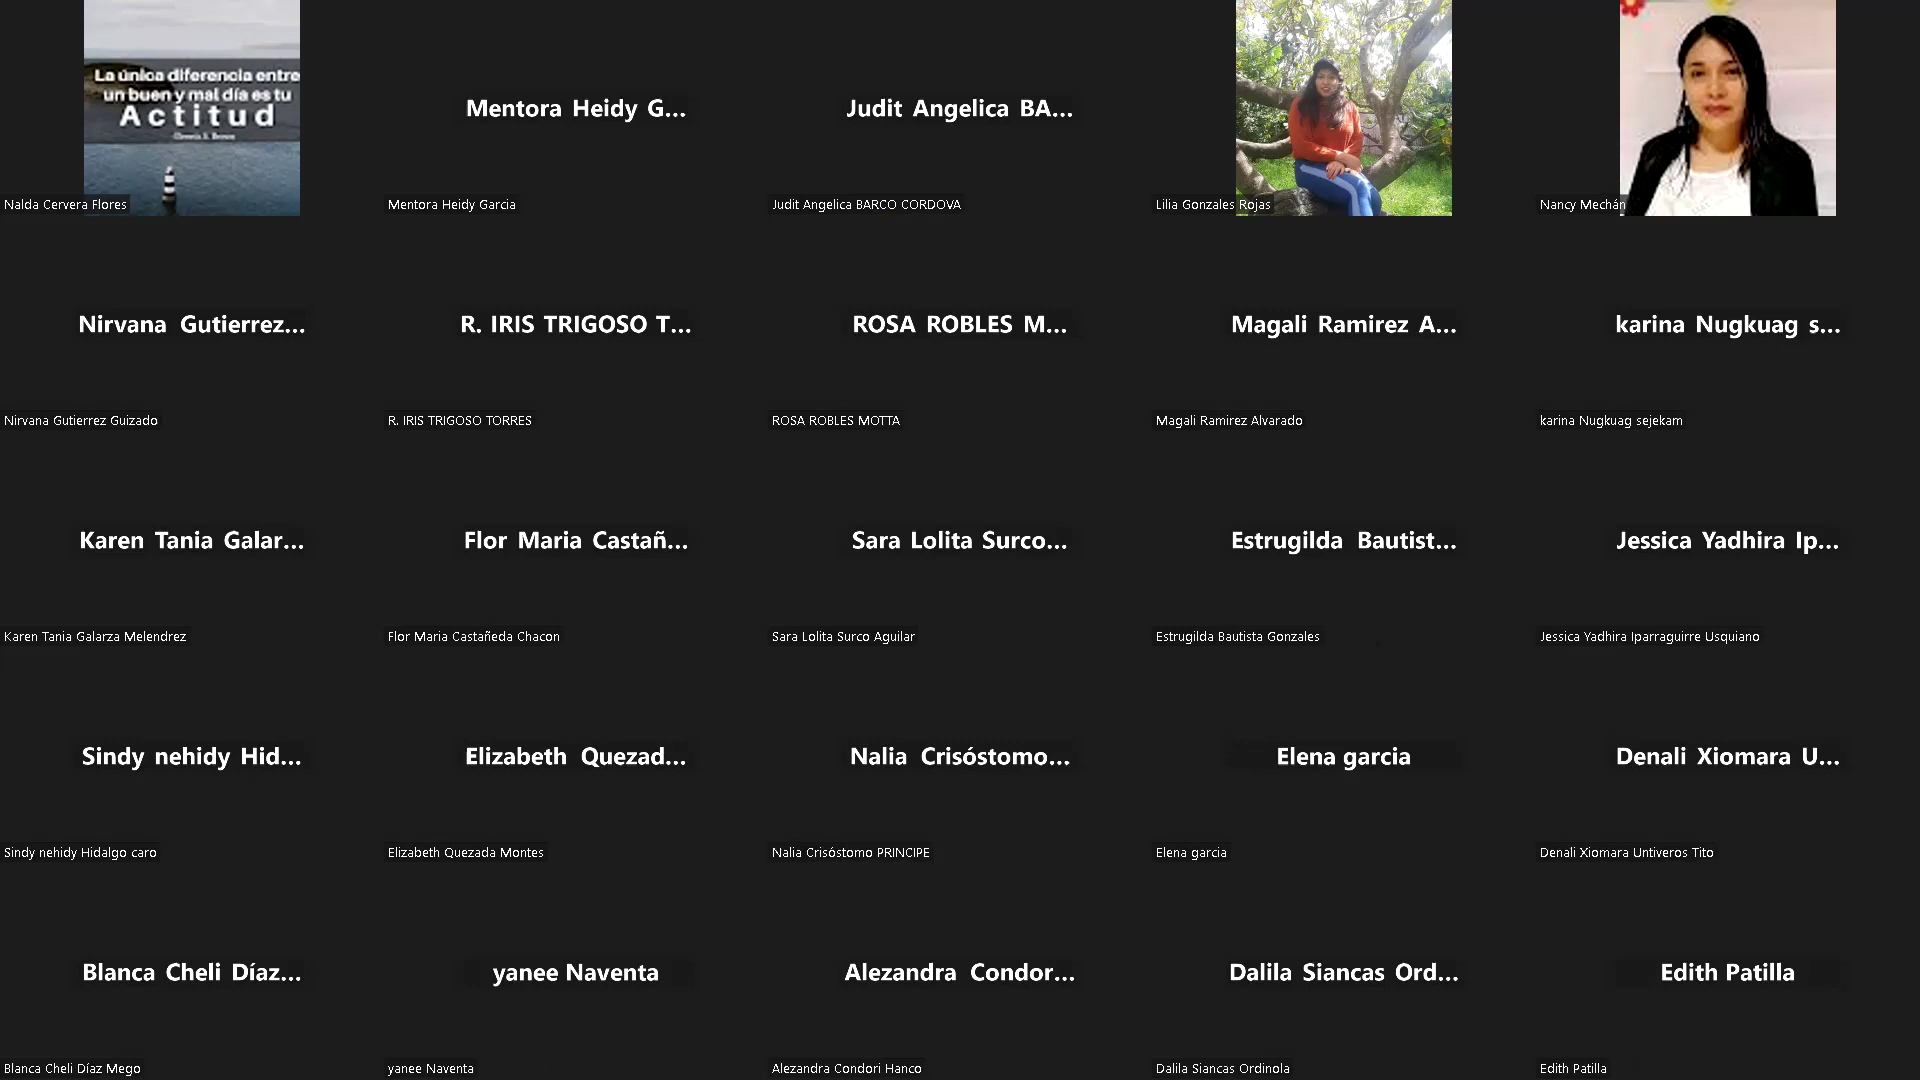 La única diferencia entre
un buen y mal día es tu
Actitud
Mentora Heidy G...
Judit Angelica BA...
Nalda Cervera Flores
Mentora Heidy Garcia
Judit Angelica BARCO CORDOVA
Lilia Gonzales Rojas
Nancy Mechán
Nirvana Gutierrez...
R. IRIS TRIGOSO T...
ROSA ROBLES M...
Magali Ramirez A...
karina Nugkuag s...
Nirvana Gutierrez Guizado
R. IRIS TRIGOSO TORRES
ROSA ROBLES MOTTA
Magali Ramirez Alvarado
karina Nugkuag sejekam
Karen Tania Galar...
Flor Maria Castañ...
Sara Lolita Surco...
Estrugilda Bautist...
Jessica Yadhira Ip...
Karen Tania Galarza Melendrez
Flor Maria Castañeda Chacon
Sara Lolita Surco Aguilar
Estrugilda Bautista Gonzales
Jessica Yadhira Iparraguirre Usquiano
Sindy nehidy Hid...
Elizabeth Quezad...
Nalia Crisóstomo...
Elena garcia
Denali Xiomara U...
Sindy nehidy Hidalgo caro
Elizabeth Quezada Montes
Nalia Crisóstomo PRINCIPE
Elena garcia
Denali Xiomara Untiveros Tito
Blanca Cheli Díaz...
yanee Naventa
Alezandra Condor...
Dalila Siancas Ord...
Edith Patilla
Blanca Cheli Díaz Mego
yanee Naventa
Alezandra Condori Hanco
Dalila Siancas Ordinola
Edith Patilla